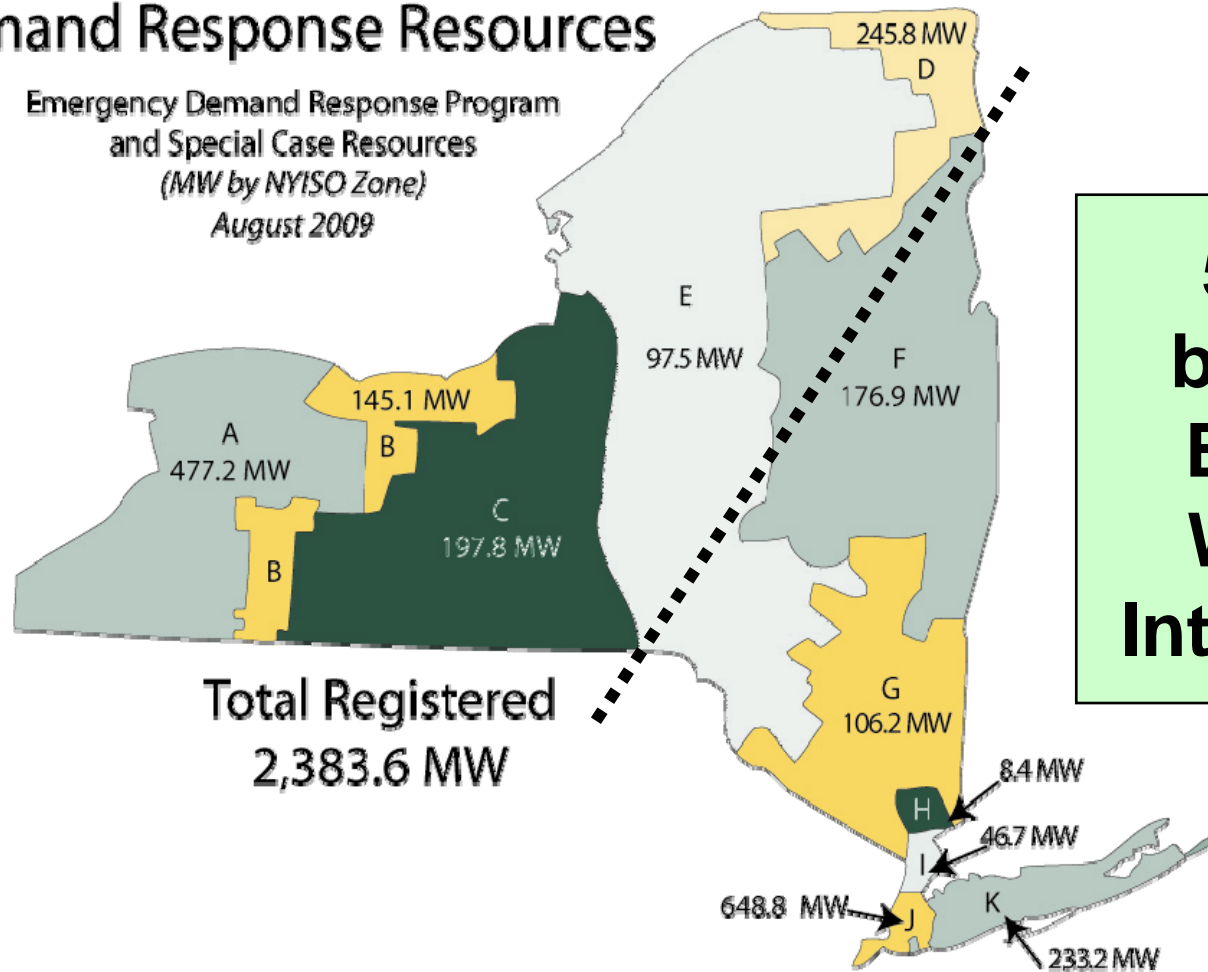 Response Resources
Emergency Demand Response Program
and Special Case Resources
(MW by NYISO Zone)
August 2009
245.8 MW
D
E
97.5 MW
F
176.9 MW
145.1 MW
B
A
477.2 MW
C
197.8 MW
B
Total Registered
2,383.6 MW
G
106.2 MW
H
8.4 MW
I
46.7 MW
J
648.8 MW
K
233.2 MW